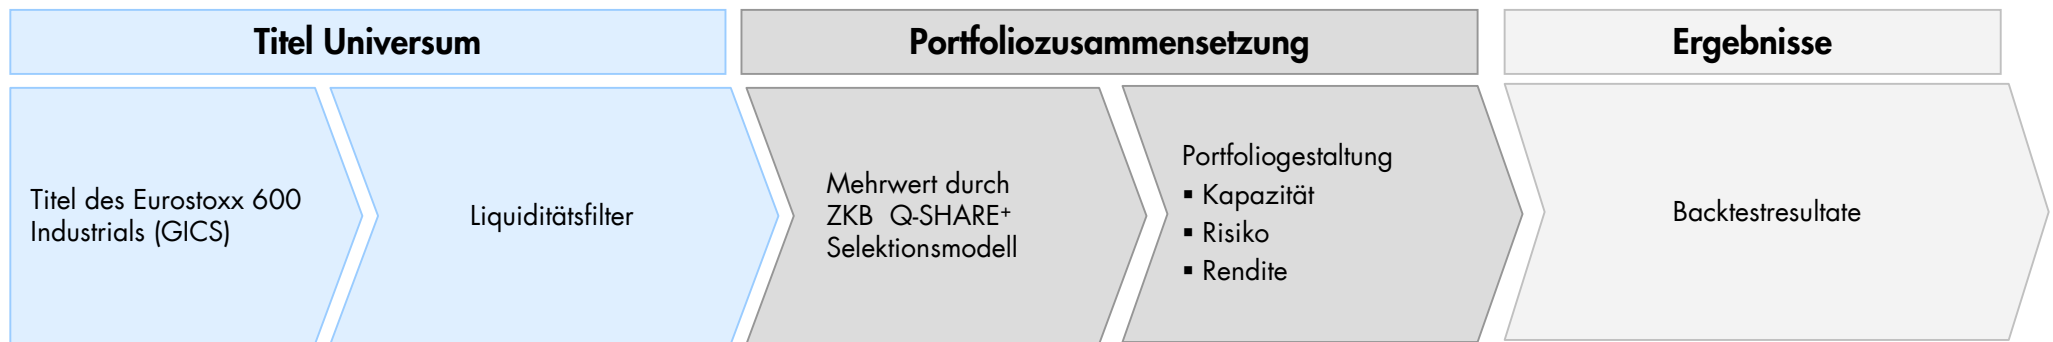 Titel Universum
Portfoliozusammensetzung
Ergebnisse
Titel des Eurostoxx 600
Industrials (GICS)
Liquiditätsfilter
Mehrwert durch
ZKB Q-SHARE⁺
Selektionsmodell
Portfoliogestaltung
▪ Kapazität
▪ Risiko
▪ Rendite
Backtestresultate